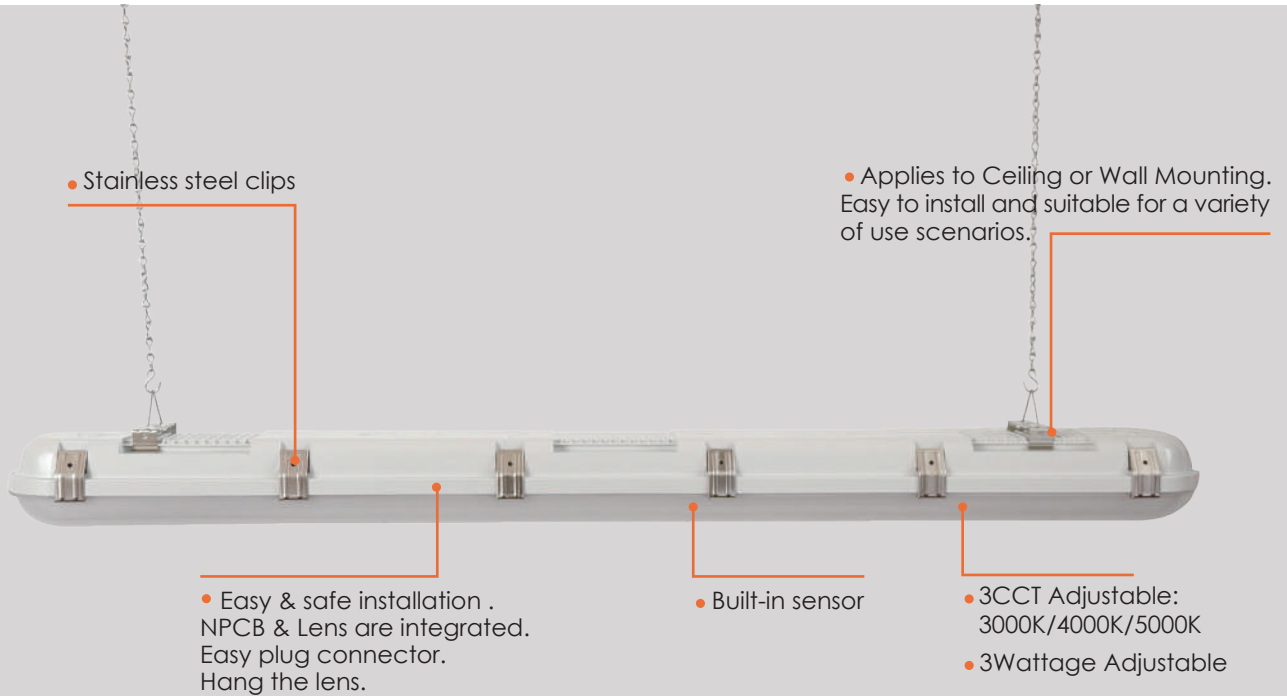 • Stainless steel clips
• Applies to Ceiling or Wall Mounting.
Easy to install and suitable for a variety
of use scenarios.
• Easy & safe installation .
NPCB & Lens are integrated.
Easy plug connector.
Hang the lens.
• Built-in sensor
• 3CCT Adjustable:
3000K/4000K/5000K
• 3Wattage Adjustable